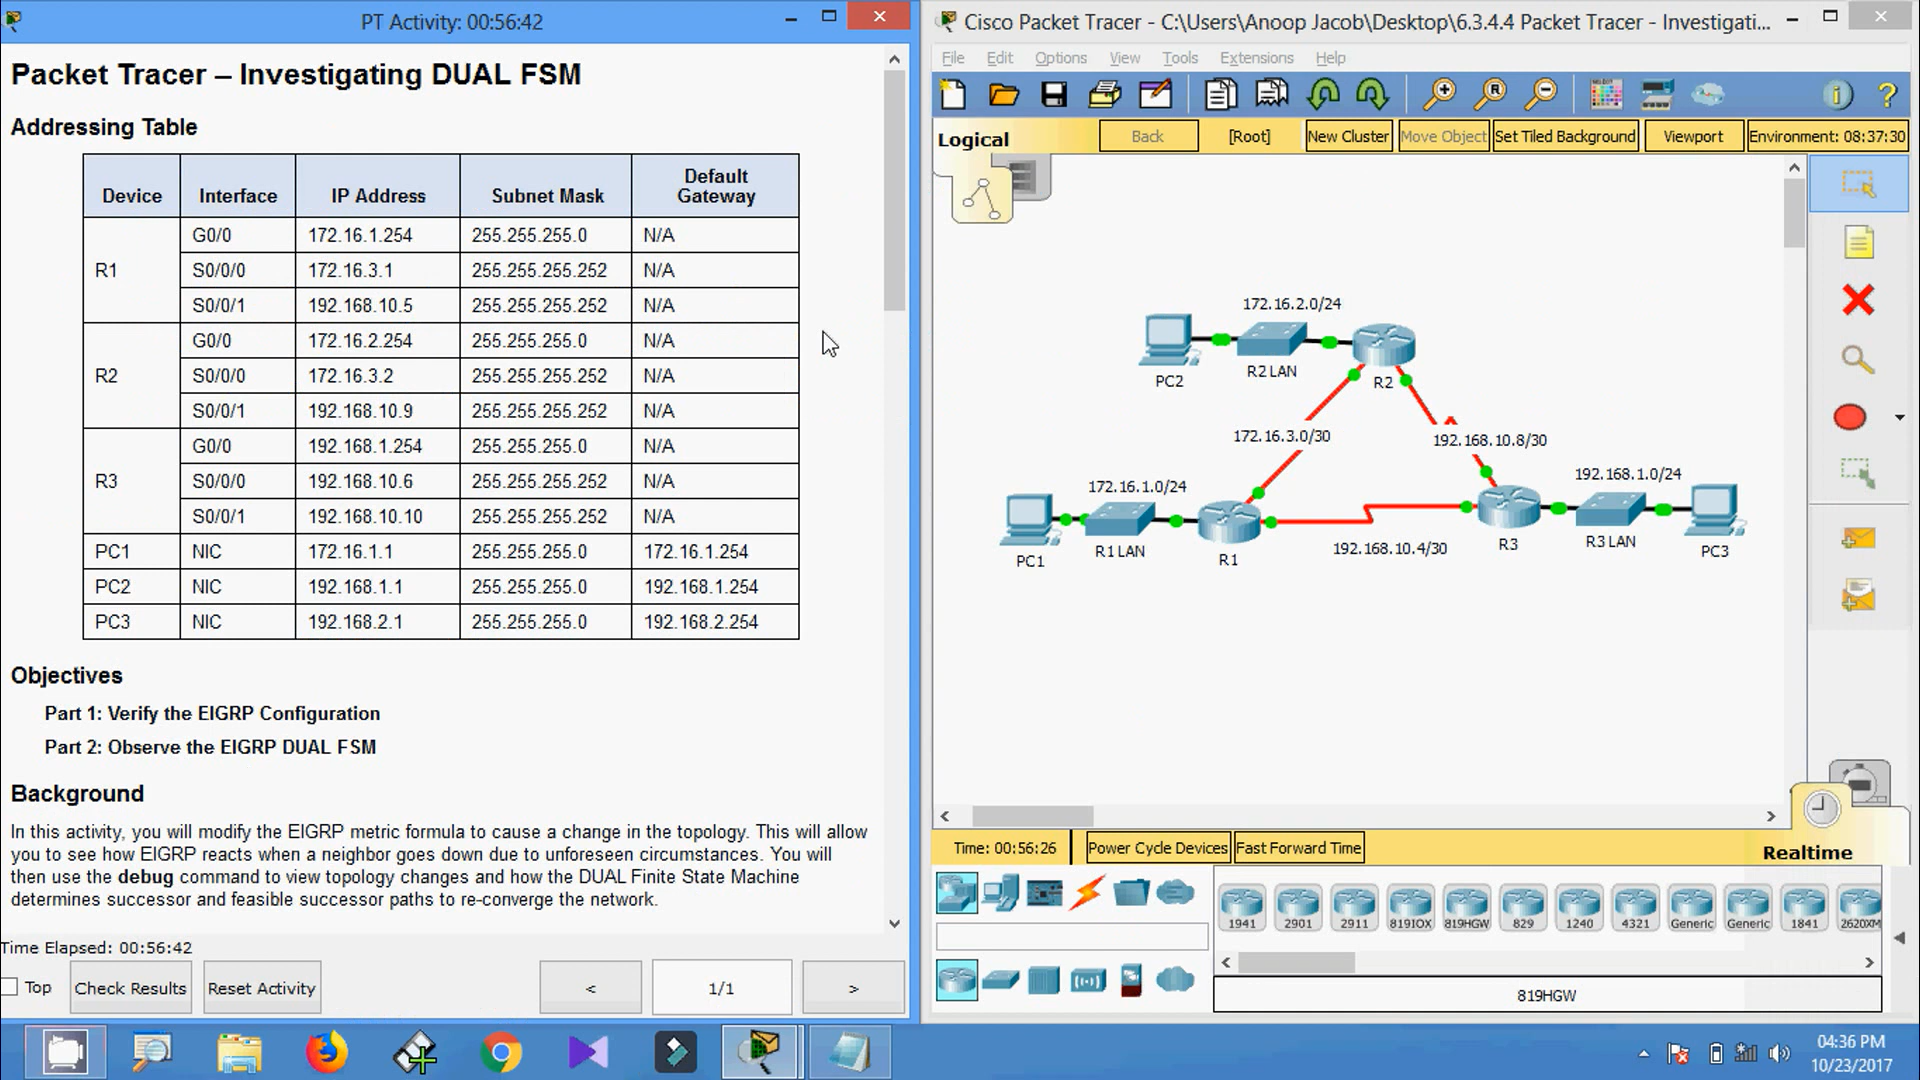 PT Activity: 00:56:42
Packet Tracer – Investigating DUAL FSM
Addressing Table
Device Interface IP Address Subnet Mask Default Gateway
R1 G0/0 172.16.1.254 255.255.255.0 N/A
S0/0/0 172.16.3.1 255.255.255.252 N/A
S0/0/1 192.168.10.5 255.255.255.252 N/A
R2 G0/0 172.16.2.254 255.255.255.0 N/A
S0/0/0 172.16.3.2 255.255.255.252 N/A
S0/0/1 192.168.10.9 255.255.255.252 N/A
R3 G0/0 192.168.1.254 255.255.255.0 N/A
S0/0/0 192.168.10.6 255.255.255.252 N/A
S0/0/1 192.168.10.10 255.255.255.252 N/A
PC1 NIC 172.16.1.1 255.255.255.0 172.16.1.254
PC2 NIC 192.168.1.1 255.255.255.0 192.168.1.254
PC3 NIC 192.168.2.1 255.255.255.0 192.168.2.254
Objectives
Part 1: Verify the EIGRP Configuration
Part 2: Observe the EIGRP DUAL FSM
Background
In this activity, you will modify the EIGRP metric formula to cause a change in the topology. This will allow
you to see how EIGRP reacts when a neighbor goes down due to unforeseen circumstances. You will
then use the debug command to view topology changes and how the DUAL Finite State Machine
determines successor and feasible successor paths to re-converge the network.
Time Elapsed: 00:56:42
Top Check Results Reset Activity < 1/1 >
Cisco Packet Tracer - C:\Users\Anoop Jacob\Desktop\6.3.4.4 Packet Tracer - Investigati...
File Edit Options View Tools Extensions Help
Logical Back [Root] New Cluster Move Object Set Tiled Background Viewport Environment: 08:37:30
172.16.2.0/24
PC2 R2 LAN R2
172.16.3.0/30 192.168.10.8/30
172.16.1.0/24 192.168.1.0/24
PC1 R1 LAN R1 192.168.10.4/30 R3 R3 LAN PC3
Time: 00:56:26 Power Cycle Devices Fast Forward Time Realtime
1941 2901 2911 819IOX 819HGW 829 1240 4321 Generic Generic 1841 2620XM
819HGW
04:36 PM
10/23/2017